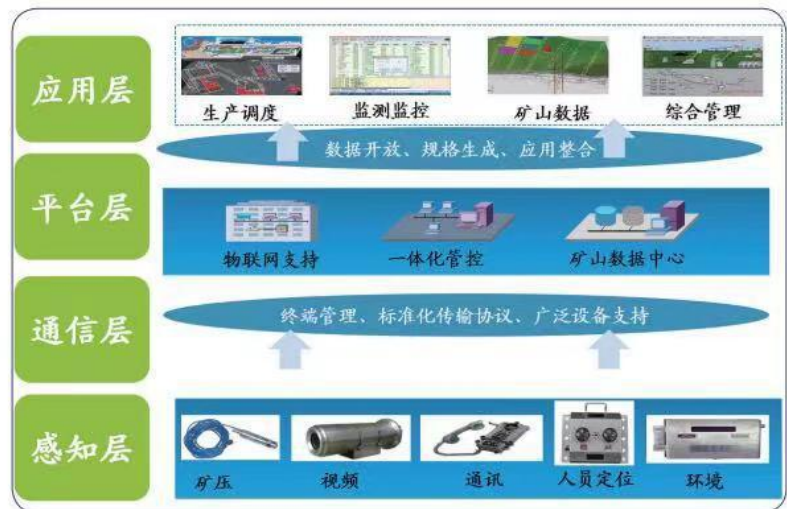 应用层
生产调度 监测监控 矿山数据 综合管理
数据开放、规格生成、应用整合
平台层
物联网支持 一体化管控 矿山数据中心
通信层
终端管理、标准化传输协议、广泛设备支持
感知层
矿压 视频 通讯 人员定位 环境